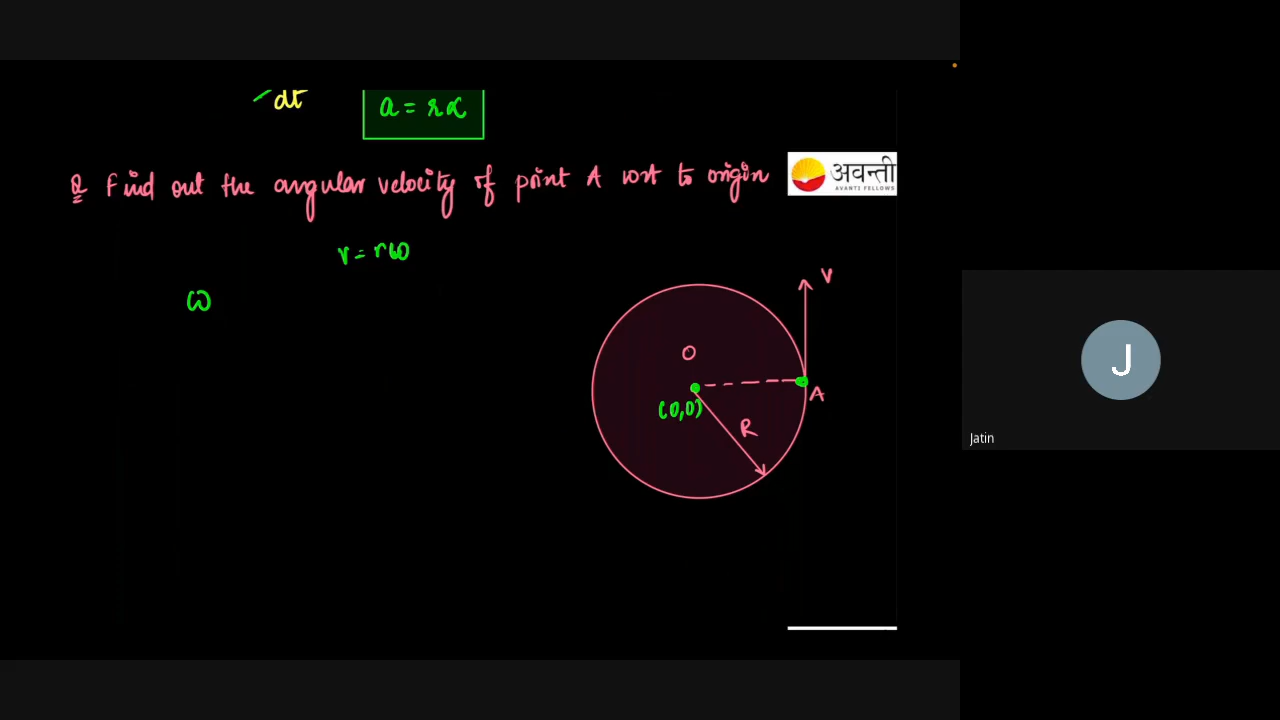 dt
a = rα
Q Find out the angular velocity of point A wrt to origin
अवन्ती
AVANTI FELLOWS
v = rω
ω
V
O
A
(0,0)
R
J
Jatin